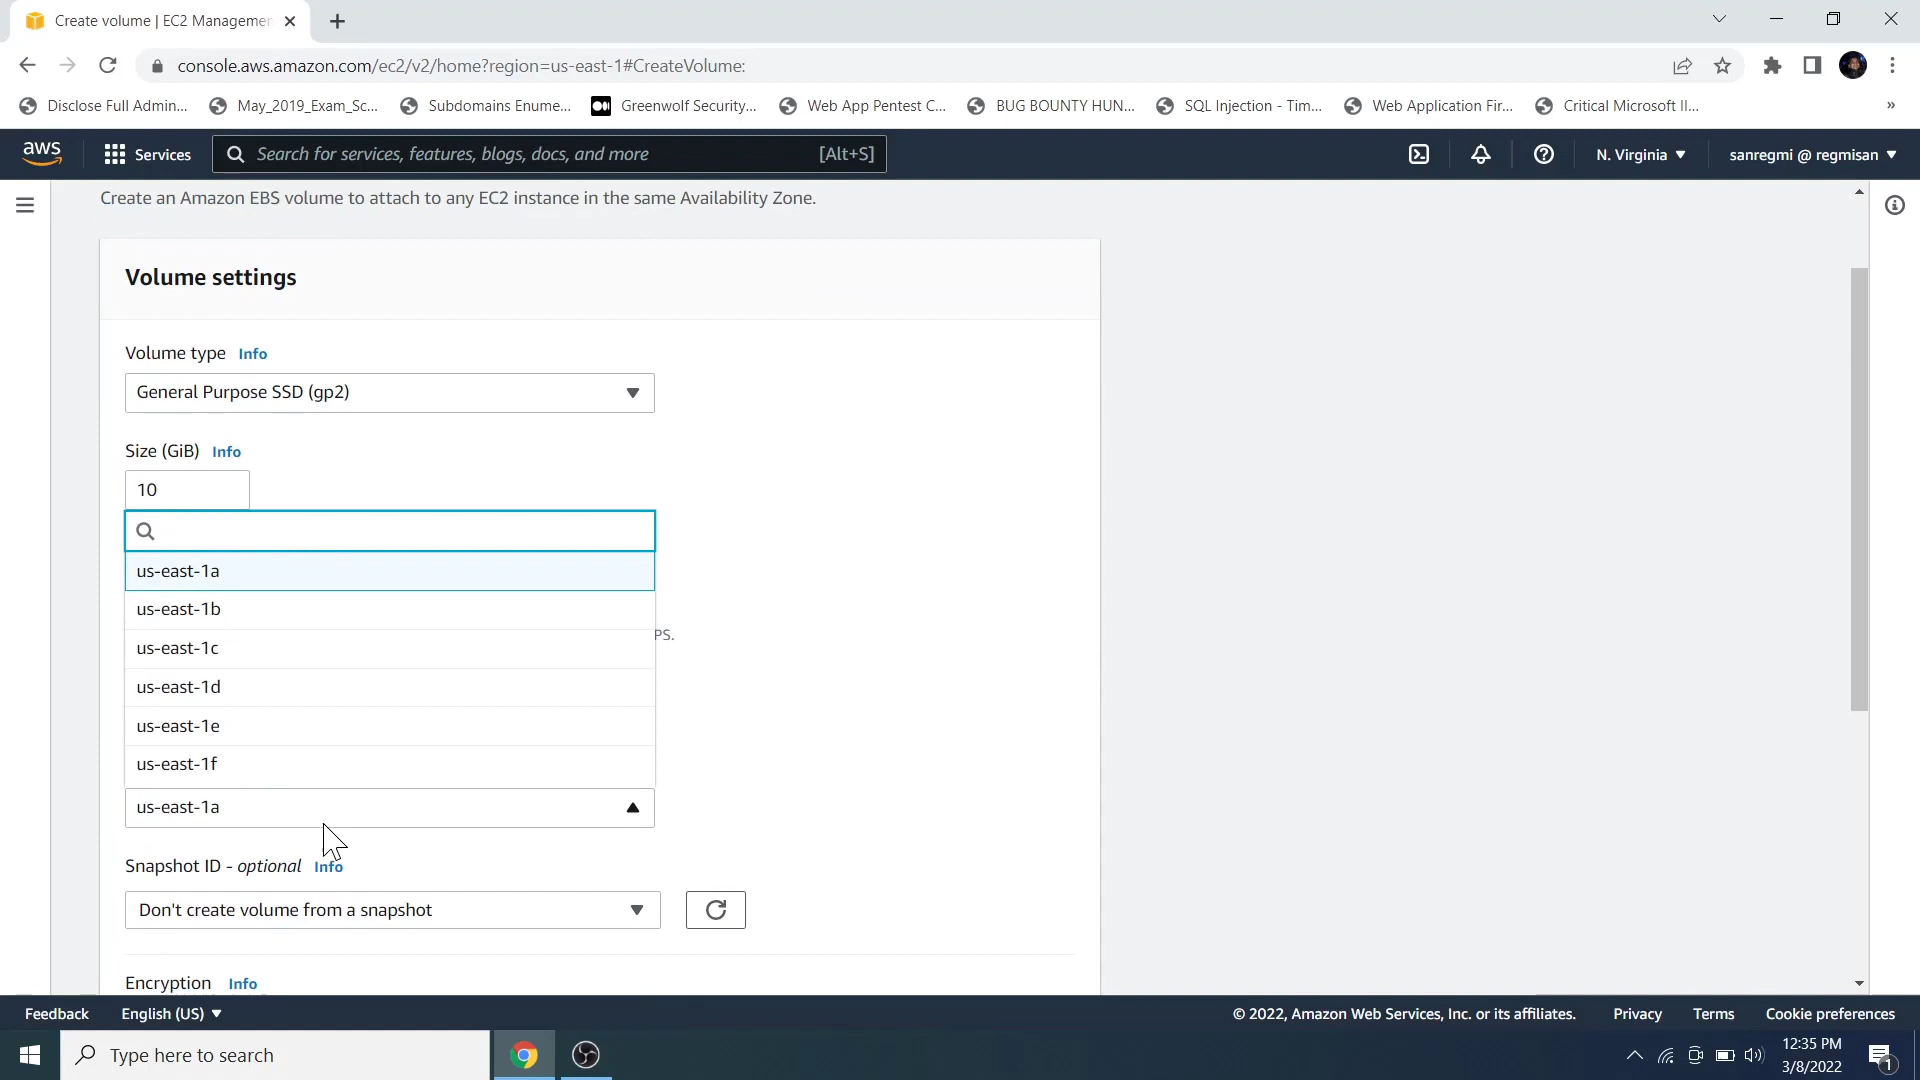 Create volume | EC2 Managemen
console.aws.amazon.com/ec2/v2/home?region=us-east-1#CreateVolume:
Disclose Full Admin...
May_2019_Exam_Sc...
Subdomains Enume...
Greenwolf Security...
Web App Pentest C...
BUG BOUNTY HUN...
SQL Injection - Tim...
Web Application Fir...
Critical Microsoft II...
»
aws
Services
Search for services, features, blogs, docs, and more
[Alt+S]
N. Virginia
sanregmi @ regmisan
Create an Amazon EBS volume to attach to any EC2 instance in the same Availability Zone.
Volume settings
Volume type Info
General Purpose SSD (gp2)
Size (GiB) Info
10
us-east-1a
us-east-1b
PS.
us-east-1c
us-east-1d
us-east-1e
us-east-1f
us-east-1a
Snapshot ID - optional Info
Don't create volume from a snapshot
Encryption Info
Feedback
English (US)
© 2022, Amazon Web Services, Inc. or its affiliates.
Privacy
Terms
Cookie preferences
Type here to search
12:35 PM
3/8/2022
1